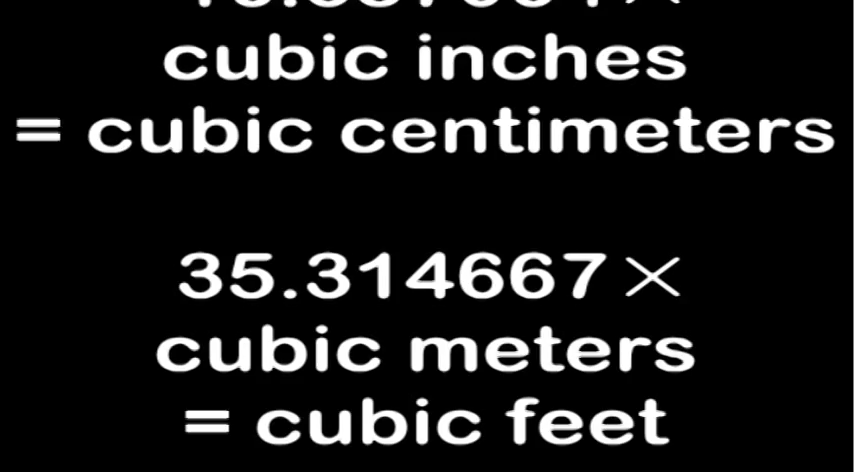 cubic inches
= cubic centimeters
35.314667 ×
cubic meters
= cubic feet